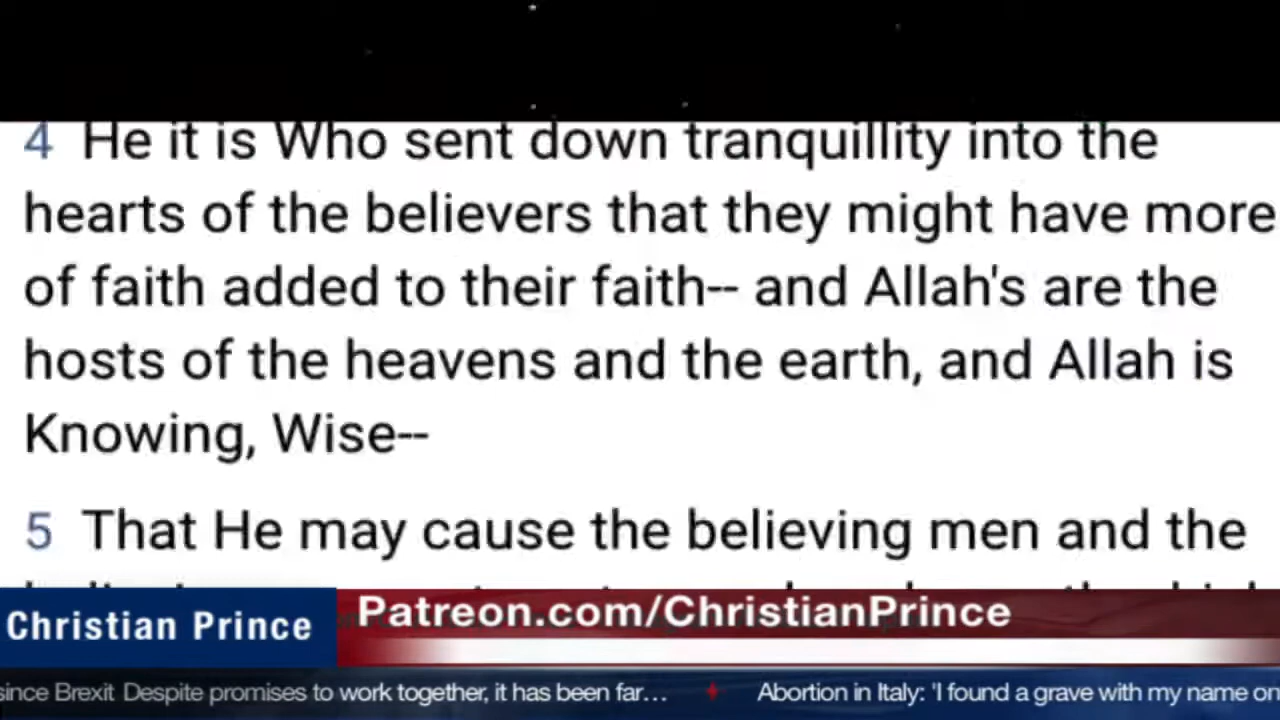 4 He it is Who sent down tranquillity into the
hearts of the believers that they might have more
of faith added to their faith-- and Allah's are the
hosts of the heavens and the earth, and Allah is
Knowing, Wise--
5 That He may cause the believing men and the
Christian Prince
Patreon.com/ChristianPrince
since Brexit Despite promises to work together, it has been far… Abortion in Italy: 'I found a grave with my name on